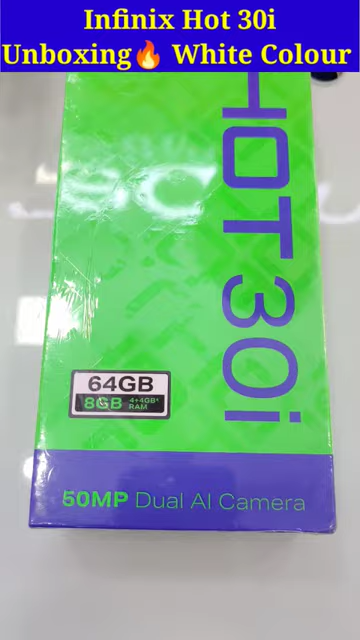 Infinix Hot 30i
Unboxing🔥 White Colour
HOT 30i
64GB
8GB 4+4GB* RAM
50MP Dual AI Camera